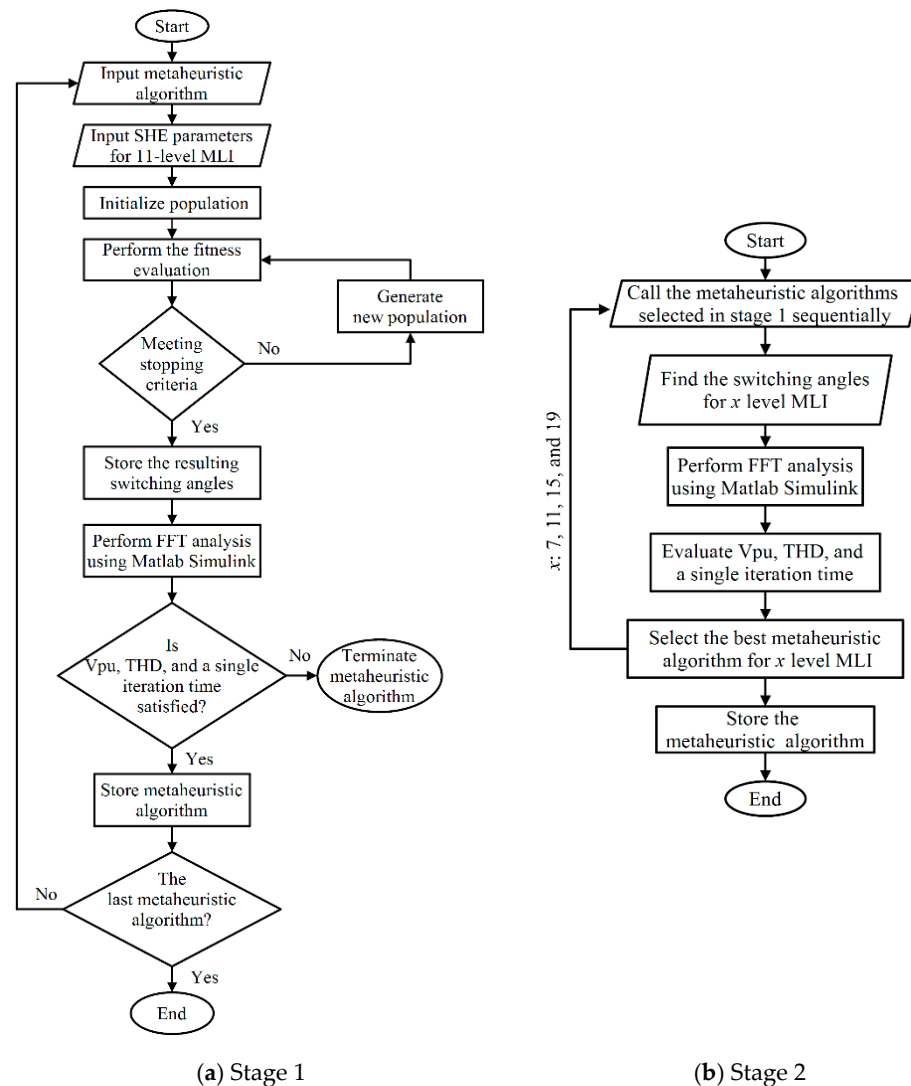 Start
Input metaheuristic
algorithm
Input SHE parameters
for 11-level MLI
Initialize population
Perform the fitness
evaluation
Generate
new population
Meeting
stopping
criteria
No
Yes
Store the resulting
switching angles
Perform FFT analysis
using Matlab Simulink
Is
Vpu, THD, and a single
iteration time
satisfied?
No
Terminate
metaheuristic
algorithm
Yes
Store metaheuristic
algorithm
The
last metaheuristic
algorithm?
No
Yes
End
(a) Stage 1
Start
Call the metaheuristic algorithms
selected in stage 1 sequentially
Find the switching angles
for x level MLI
Perform FFT analysis
using Matlab Simulink
Evaluate Vpu, THD, and
a single iteration time
Select the best metaheuristic
algorithm for x level MLI
x: 7, 11, 15, and 19
Store the
metaheuristic algorithm
End
(b) Stage 2